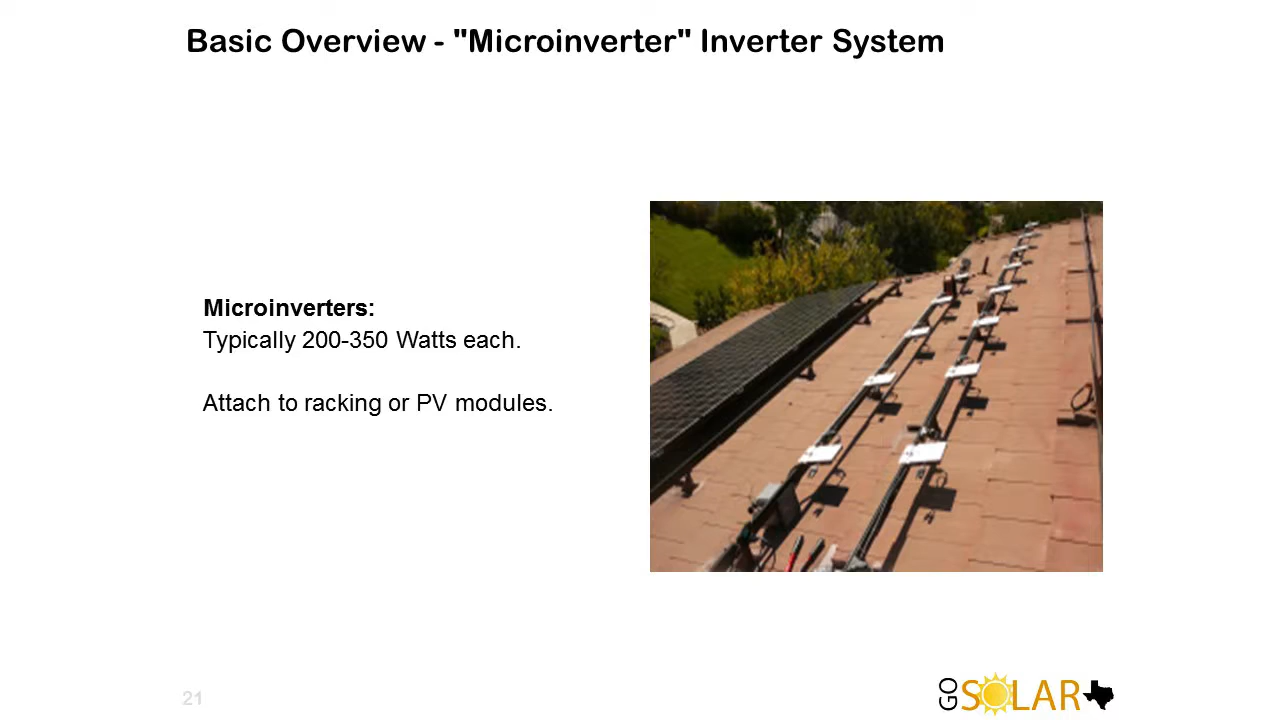 Basic Overview - "Microinverter" Inverter System
Microinverters:
Typically 200-350 Watts each.
Attach to racking or PV modules.
21
GO SOLAR